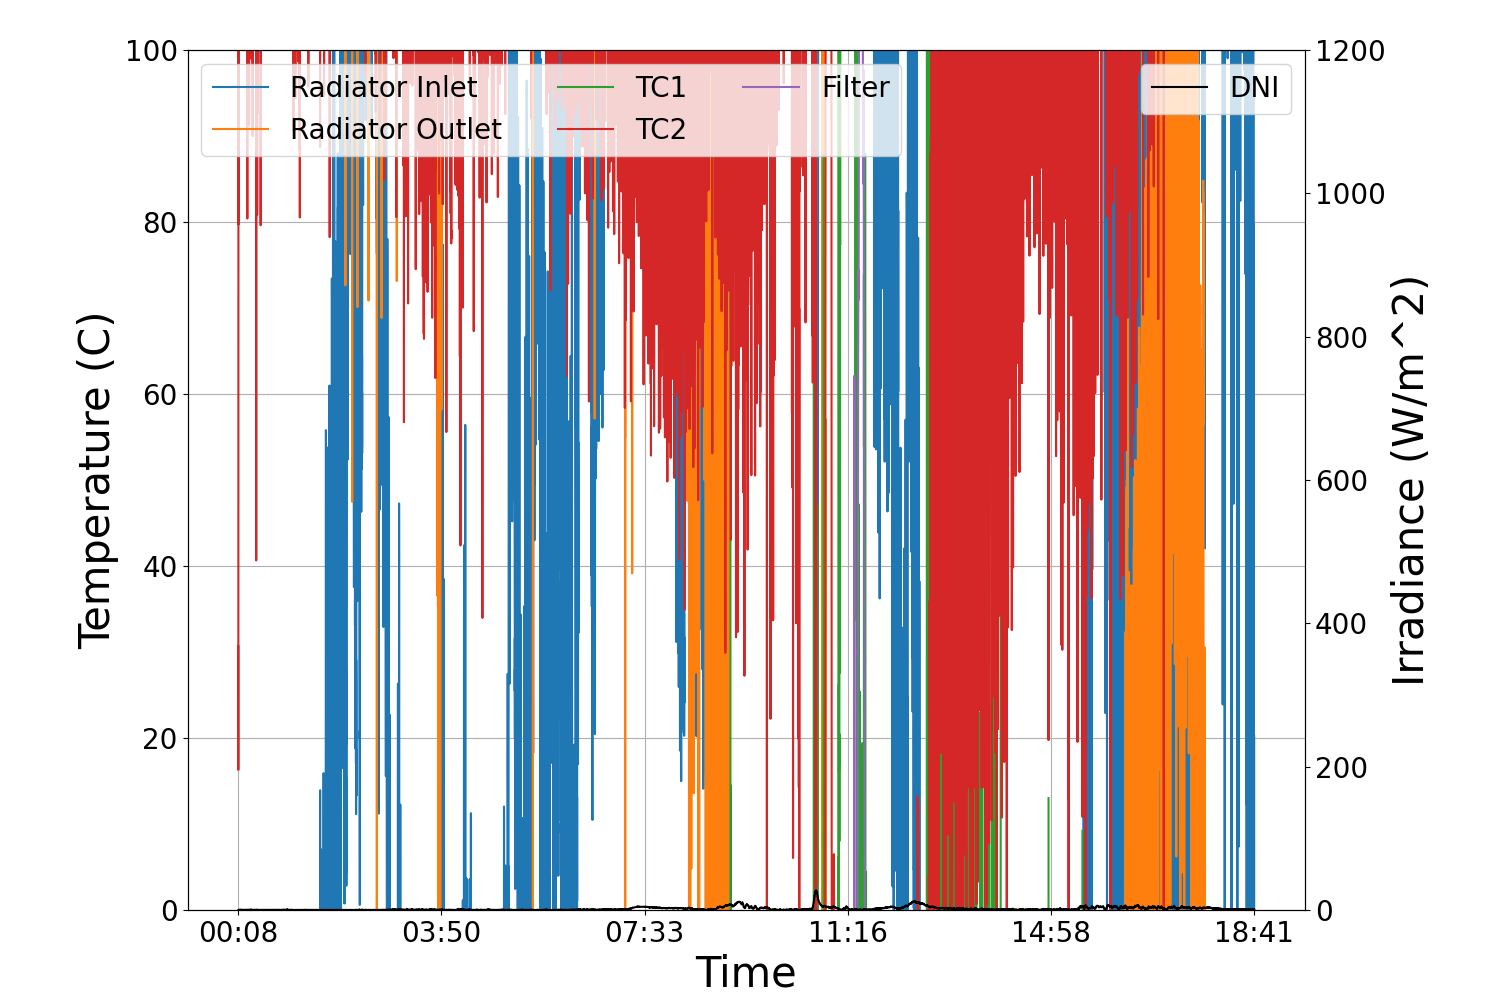 100
80
60
40
20
0
Temperature (C)
Radiator Inlet
Radiator Outlet
TC1
TC2
Filter
DNI
1200
1000
800
600
400
200
0
Irradiance (W/m^2)
00:08
03:50
07:33
11:16
14:58
18:41
Time